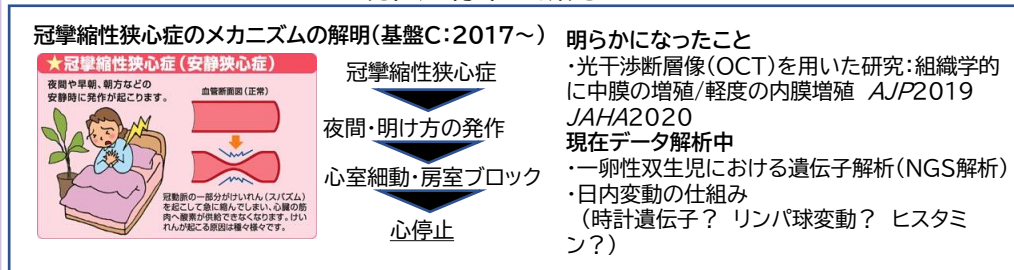 冠攣縮性狭心症のメカニズムの解明(基盤C:2017～)
★冠攣縮性狭心症(安静狭心症)
夜間や早朝、朝方などの
安静時に発作が起こります。
血管断面図(正常)
冠動脈の一部分がけいれん(スパズム)
を起こして急に縮んでしまい、心臓の筋
肉へ酸素が供給できなくなります。けい
れんが起こる原因は種々様々です。
冠攣縮性狭心症
夜間・明け方の発作
心室細動・房室ブロック
心停止
明らかになったこと
・光干渉断層像(OCT)を用いた研究:組織学的
に中膜の増殖/軽度の内膜増殖 AJP2019
JAHA2020
現在データ解析中
・一卵性双生児における遺伝子解析(NGS解析)
・日内変動の仕組み
(時計遺伝子? リンパ球変動? ヒスタミ
ン?)